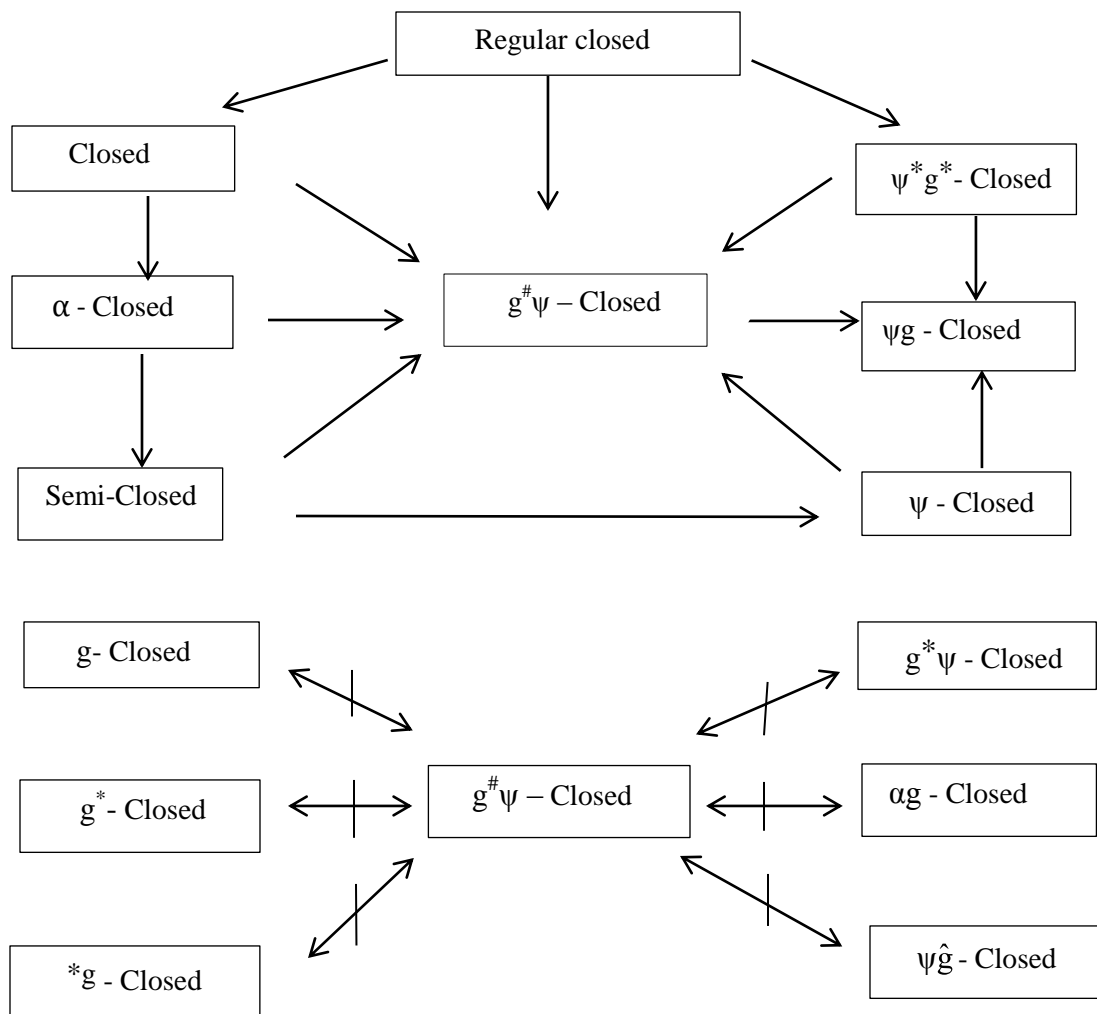 Regular closed
Closed
ψ*g*- Closed
α - Closed
g#ψ – Closed
ψg - Closed
Semi-Closed
ψ - Closed
g- Closed
g*ψ - Closed
g*- Closed
g#ψ – Closed
αg - Closed
*g - Closed
ψĝ - Closed